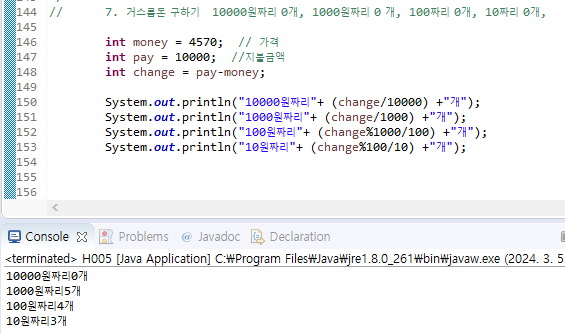 144 //       7. 거스름돈 구하기  10000원짜리 0개, 1000원짜리 0 개, 100짜리 0개, 10짜리 0개,
145
146 int money = 4570;  // 가격
147 int pay = 10000;  //지불금액
148 int change = pay-money;
149
150 System.out.println("10000원짜리"+ (change/10000) +"개");
151 System.out.println("1000원짜리"+ (change/1000) +"개");
152 System.out.println("100원짜리"+ (change%1000/100) +"개");
153 System.out.println("10원짜리"+ (change%100/10) +"개");
154
155
156
Console Problems @ Javadoc Declaration
<terminated> H005 [Java Application] C:₩Program Files₩Java₩jre1.8.0_261₩bin₩javaw.exe (2024. 3. 5
10000원짜리0개
1000원짜리5개
100원짜리4개
10원짜리3개